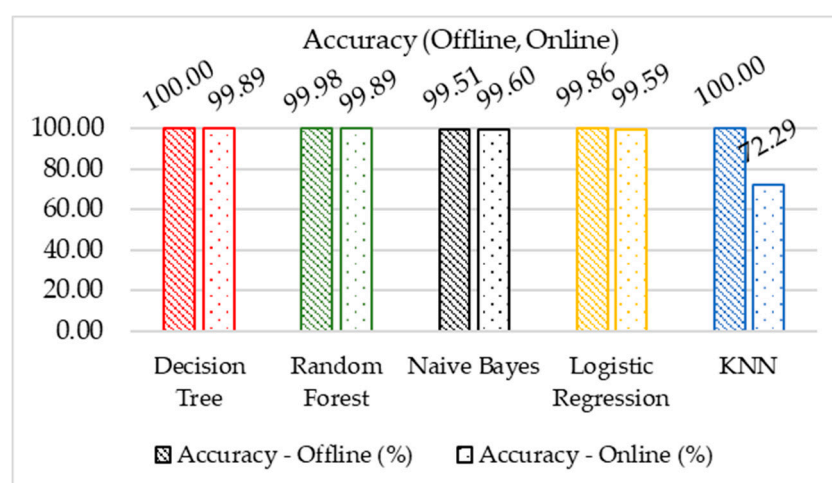 Accuracy (Offline, Online)
100.00 99.89 99.98 99.89 99.51 99.60 99.86 99.59 100.00 72.29
100.00
80.00
60.00
40.00
20.00
0.00
Decision Tree
Random Forest
Naive Bayes
Logistic Regression
KNN
Accuracy - Offline (%) Accuracy - Online (%)